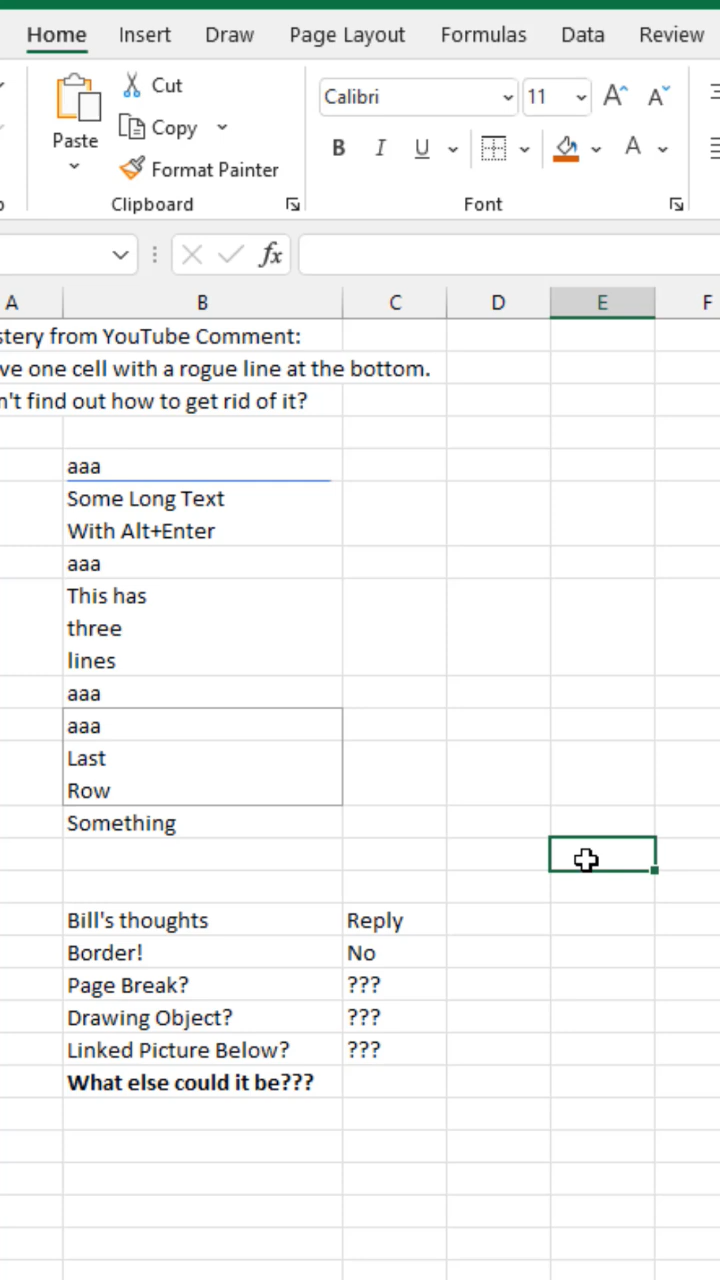 Home Insert Draw Page Layout Formulas Data Review
Cut
Copy
Paste
Format Painter
Clipboard
Calibri 11
B I U A
Font
fx
A B C D E F
stery from YouTube Comment:
ve one cell with a rogue line at the bottom.
n't find out how to get rid of it?
aaa
Some Long Text
With Alt+Enter
aaa
This has
three
lines
aaa
aaa
Last
Row
Something
Bill's thoughts Reply
Border! No
Page Break? ???
Drawing Object? ???
Linked Picture Below? ???
What else could it be???